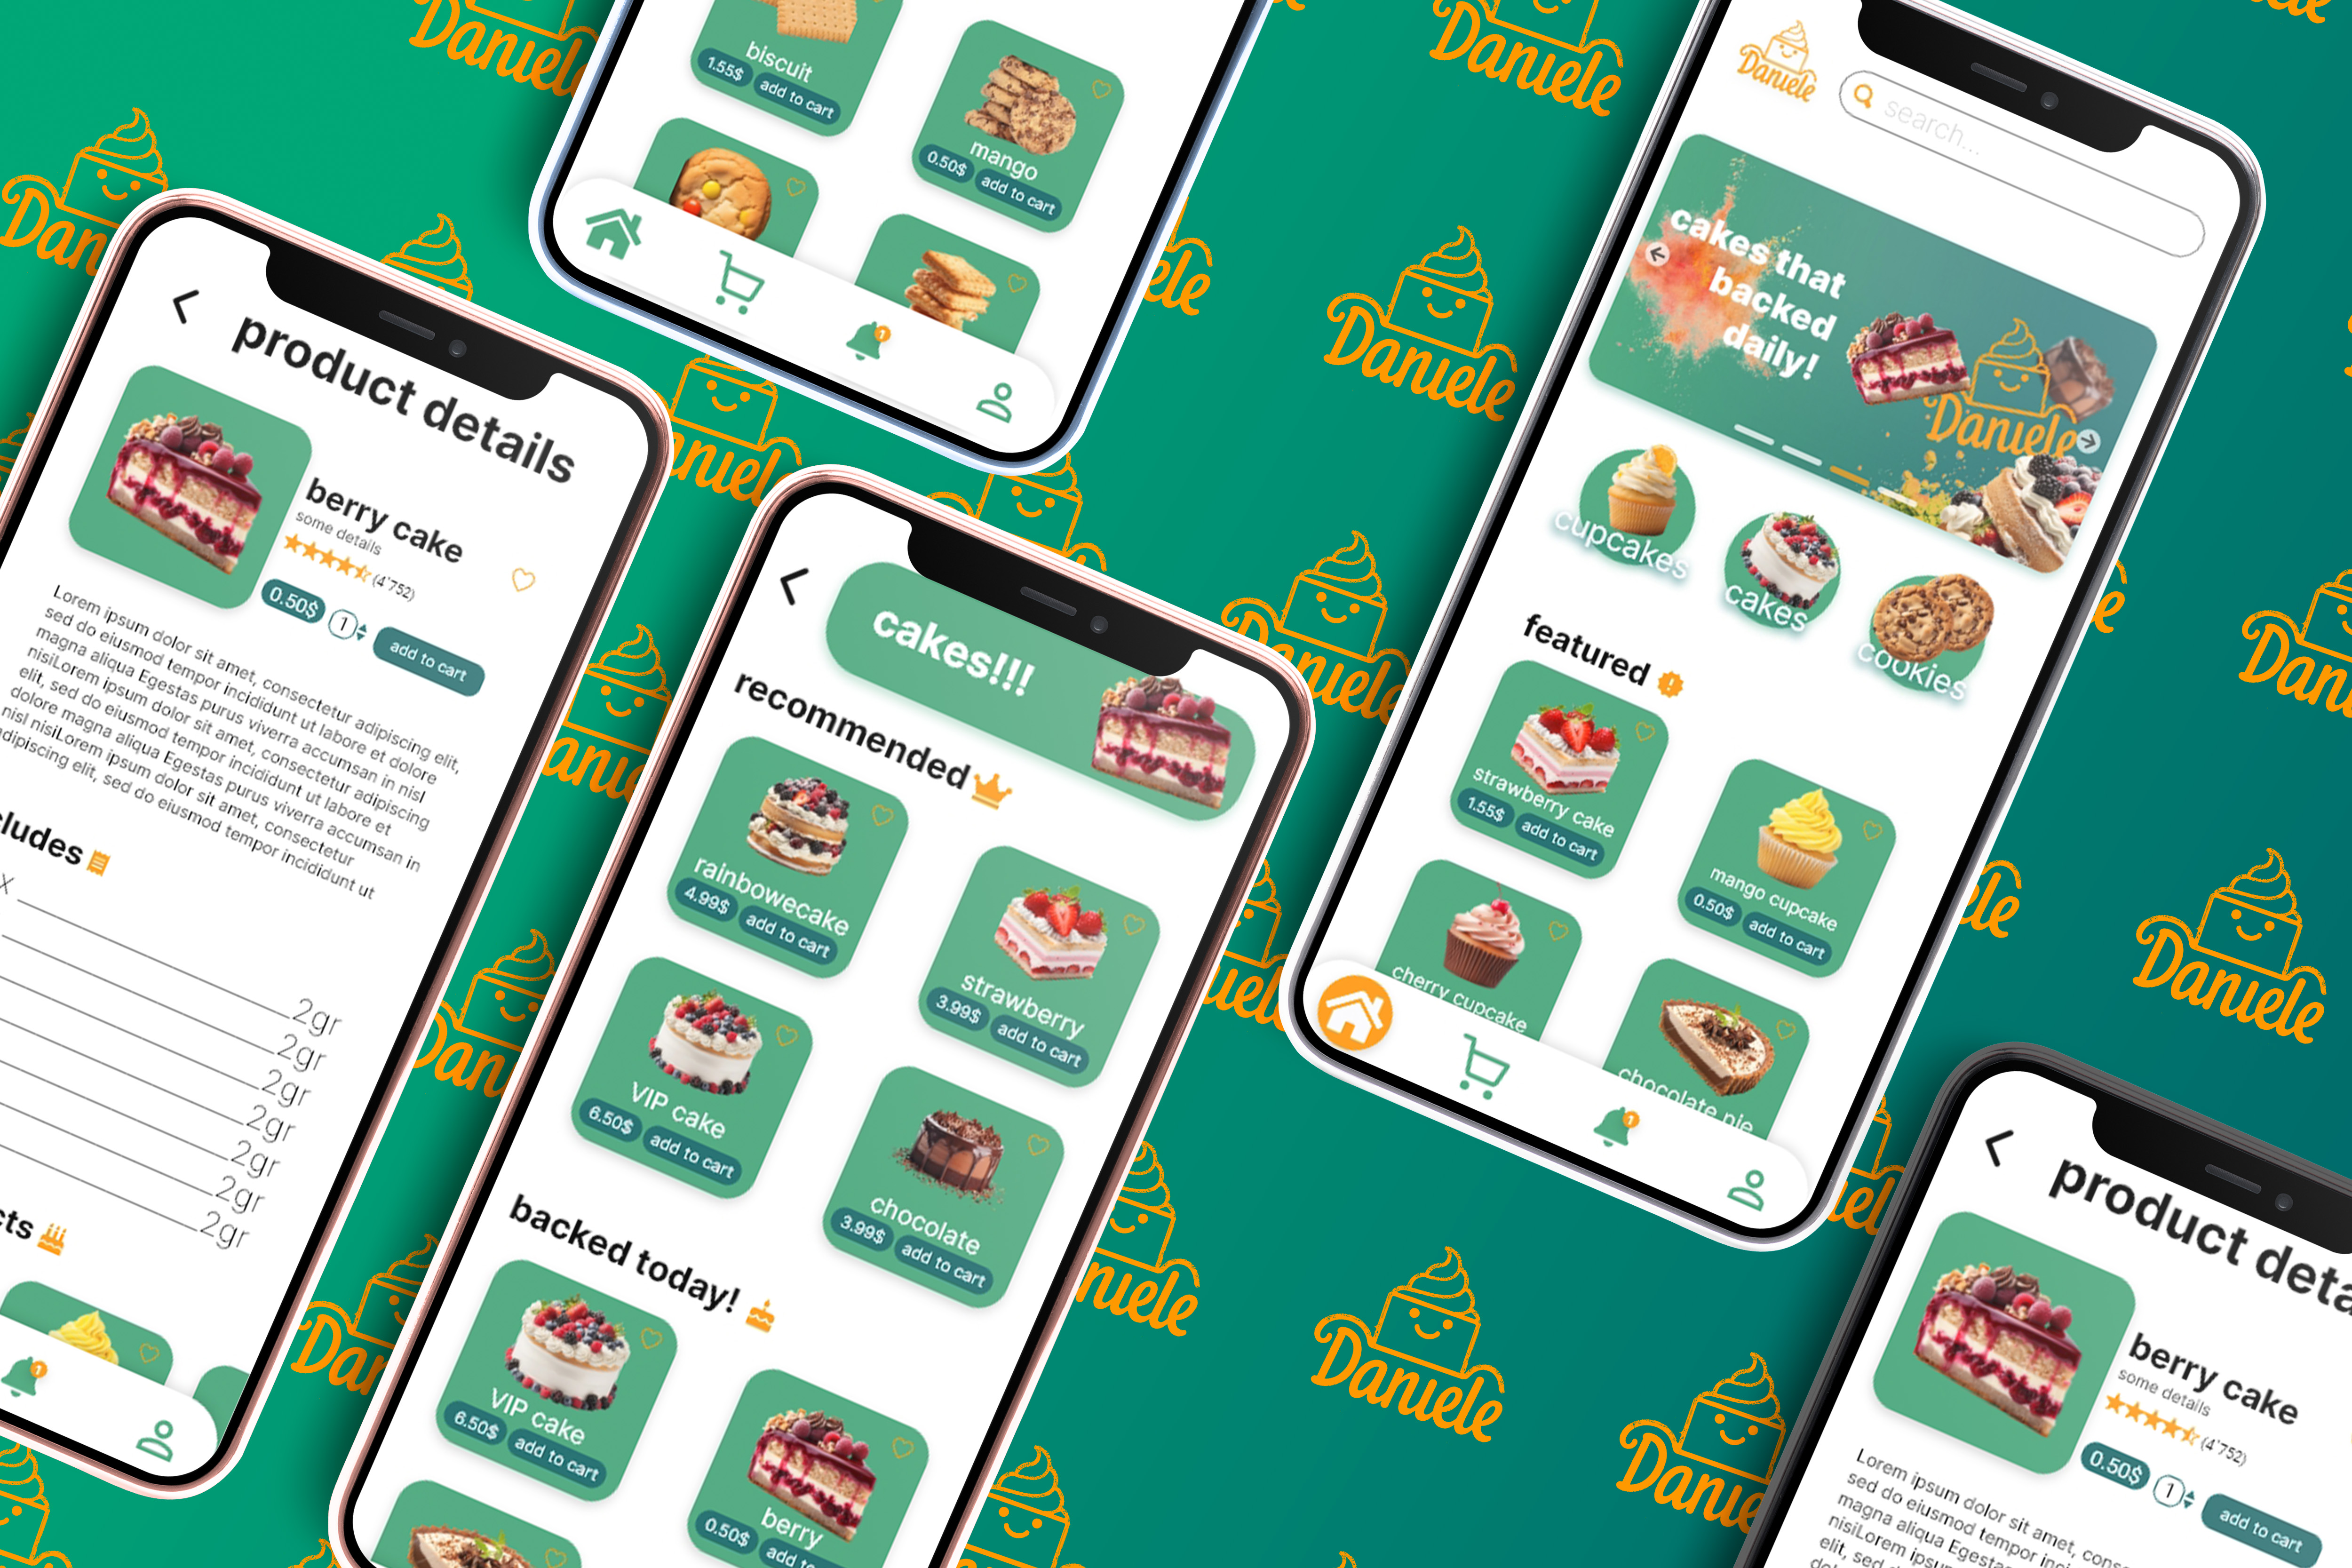 Daniele
Daniele
biscuit
1.55$ add to cart
mango
0.50$ add to cart
1
product details
berry cake
some details
(4'752)
0.50$ 1 add to cart
Lorem ipsum dolor sit amet, consectetur adipiscing elit,
sed do eiusmod tempor incididunt ut labore et dolore
magna aliqua Egestas purus viverra accumsan in nisl
nisiLorem ipsum dolor sit amet, consectetur adipiscing
elit, sed do eiusmod tempor incididunt ut labore et
dolore magna aliqua Egestas purus viverra accumsan in
nisl nisiLorem ipsum dolor sit amet, consectetur
adipiscing elit, sed do eiusmod tempor incididunt ut
2gr
2gr
2gr
2gr
2gr
2gr
2gr
1
cakes!!!
recommended
rainbowecake
4.99$ add to cart
strawberry
3.99$ add to cart
VIP cake
6.50$ add to cart
chocolate
3.99$ add to cart
backed today!
VIP cake
6.50$ add to cart
berry
0.50$
Daniele
search...
cakes that
backed
daily!
Daniele
cupcakes
cakes
cookies
featured
strawberry cake
1.55$ add to cart
mango cupcake
0.50$ add to cart
cherry cupcake
chocolate pie
1
Daniele
Daniele
Daniele
product
berry cake
some details
(4'752)
0.50$ 1 add to cart
Lorem ipsum dolor sit amet,
sed do eiusmod tempor
magna aliqua Egestas
nisiLorem ipsum
elit, sed